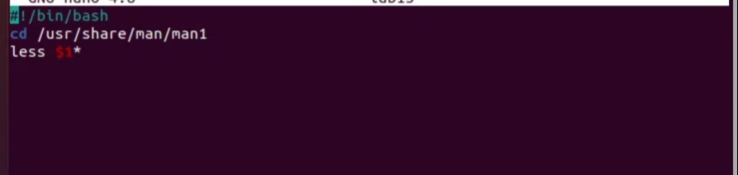 #!/bin/bash
cd /usr/share/man/man1
less $1*